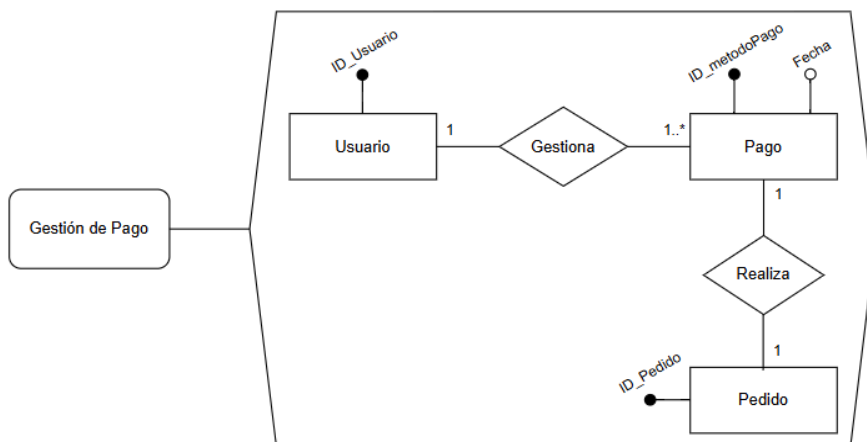 ID_Usuario
ID_metodoPago
Fecha
Usuario
1
Gestiona
1..*
Pago
Gestión de Pago
1
Realiza
1
ID_Pedido
Pedido